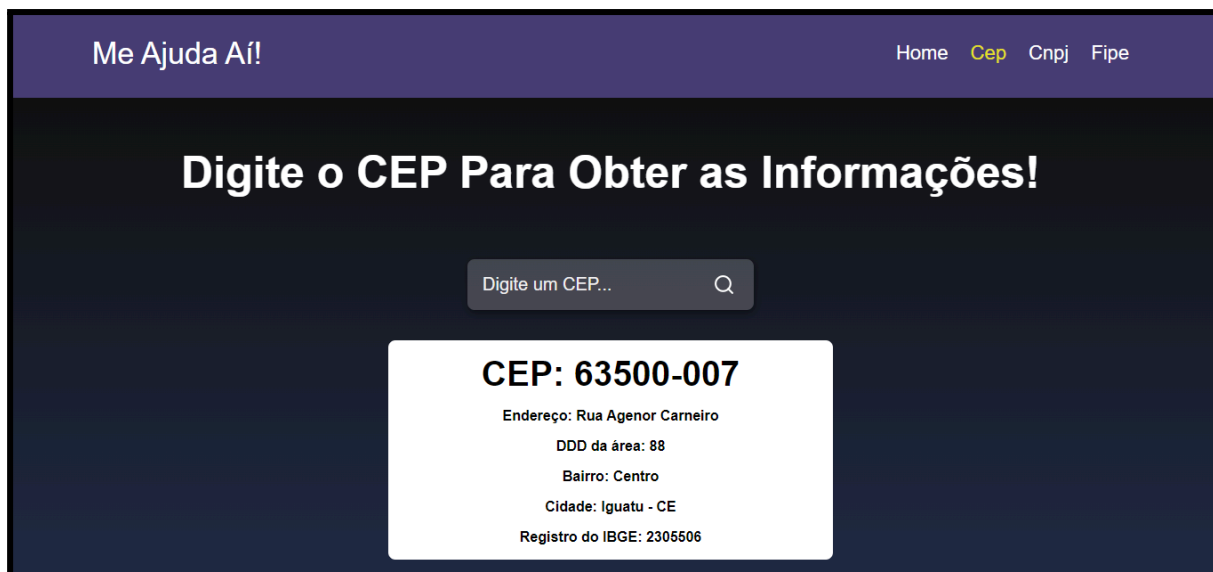 Me Ajuda Aí!
Home Cep Cnpj Fipe
Digite o CEP Para Obter as Informações!
Digite um CEP...
CEP: 63500-007
Endereço: Rua Agenor Carneiro
DDD da área: 88
Bairro: Centro
Cidade: Iguatu - CE
Registro do IBGE: 2305506